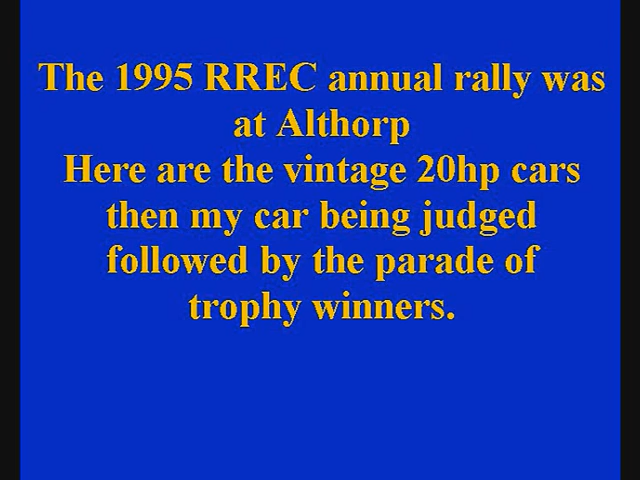 The 1995 RREC annual rally was
at Althorp
Here are the vintage 20hp cars
then my car being judged
followed by the parade of
trophy winners.